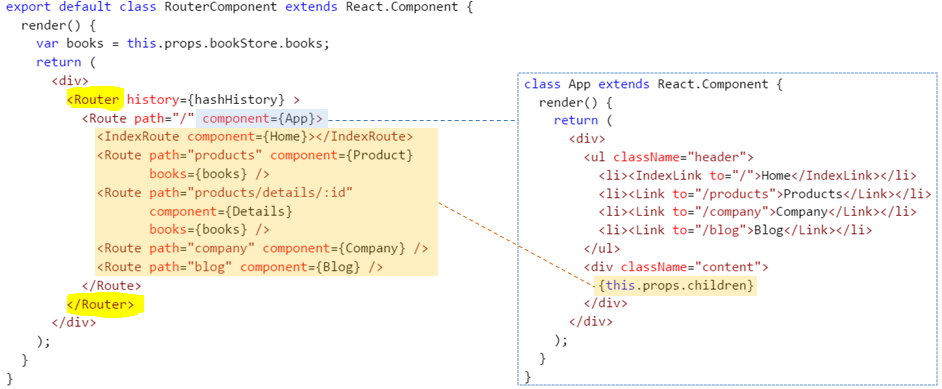 export default class RouterComponent extends React.Component {
  render() {
    var books = this.props.bookStore.books;
    return (
      <div>
        <Router history={hashHistory} >
          <Route path="/" component={App}>
            <IndexRoute component={Home}></IndexRoute>
            <Route path="products" component={Product}
                   books={books} />
            <Route path="products/details/:id"
                   component={Details}
                   books={books} />
            <Route path="company" component={Company} />
            <Route path="blog" component={Blog} />
          </Route>
        </Router>
      </div>
    );
  }
}
class App extends React.Component {
  render() {
    return (
      <div>
        <ul className="header">
          <li><IndexLink to="/">Home</IndexLink></li>
          <li><Link to="/products">Products</Link></li>
          <li><Link to="/company">Company</Link></li>
          <li><Link to="/blog">Blog</Link></li>
        </ul>
        <div className="content">
          {this.props.children}
        </div>
      </div>
    );
  }
}